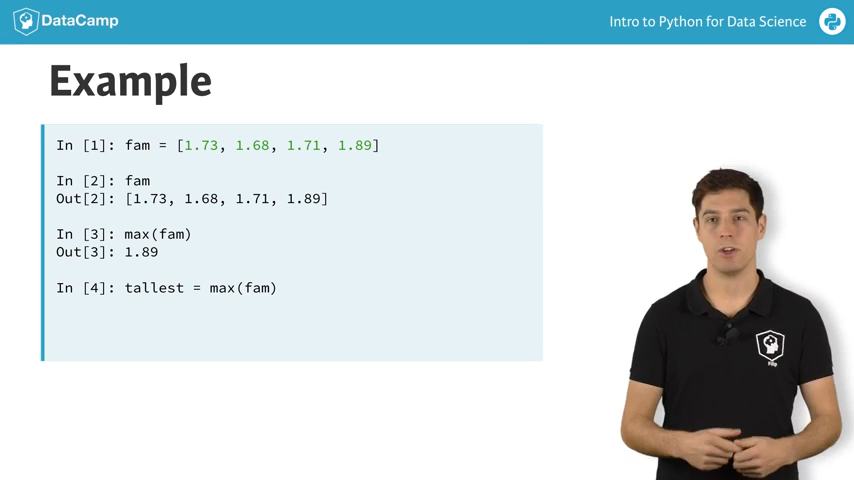 DataCamp
Intro to Python for Data Science
Example
In [1]: fam = [1.73, 1.68, 1.71, 1.89]
In [2]: fam
Out[2]: [1.73, 1.68, 1.71, 1.89]
In [3]: max(fam)
Out[3]: 1.89
In [4]: tallest = max(fam)
Filip